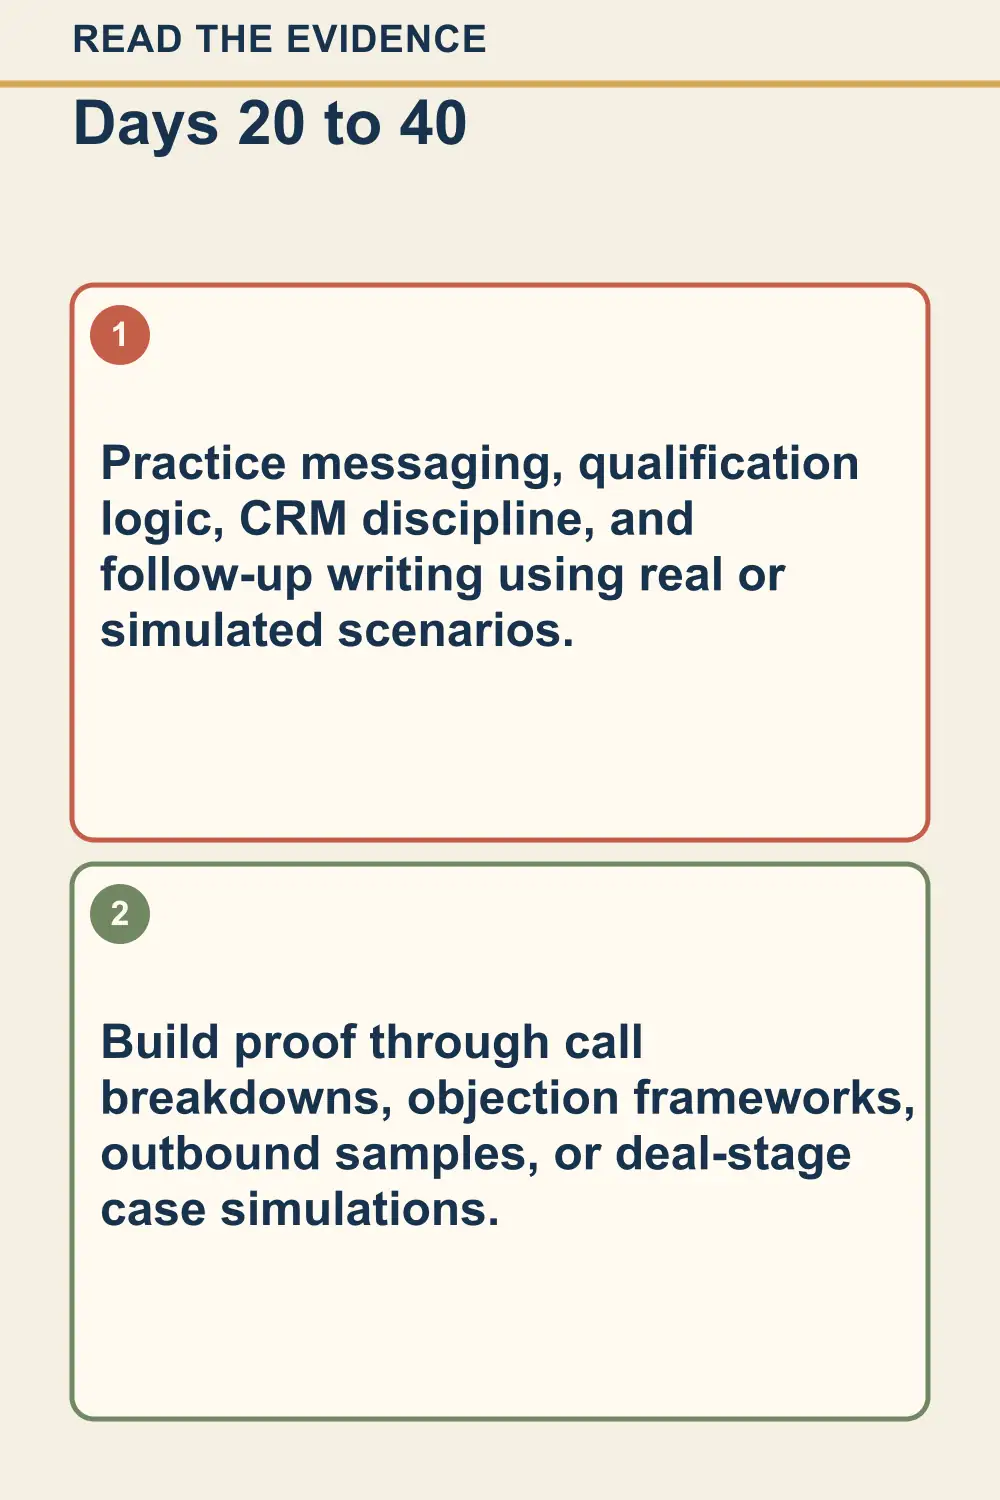 READ THE EVIDENCE
Days 20 to 40
1
Practice messaging, qualification
logic, CRM discipline, and
follow-up writing using real or
simulated scenarios.
2
Build proof through call
breakdowns, objection frameworks,
outbound samples, or deal-stage
case simulations.